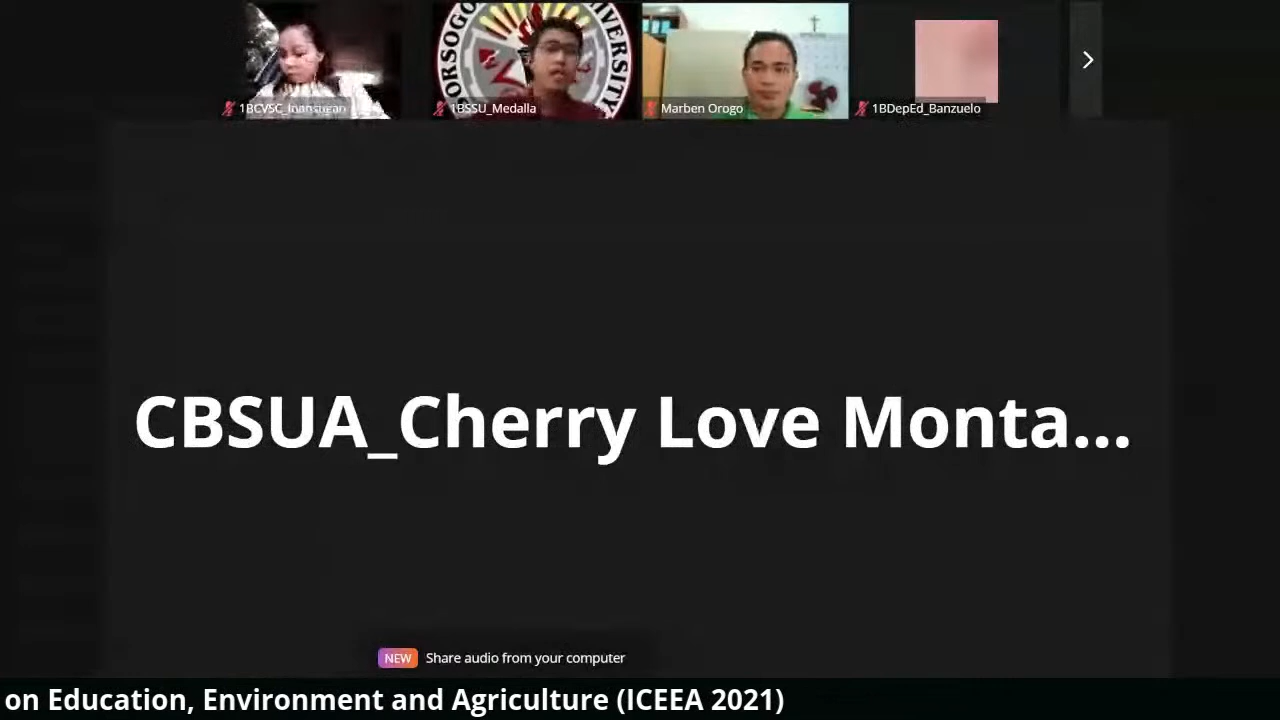 1BCVSC_Inansugan
1BSSU_Medalla
Marben Orogo
1BDepEd_Banzuelo
CBSUA_Cherry Love Monta...
NEW Share audio from your computer
on Education, Environment and Agriculture (ICEEA 2021)